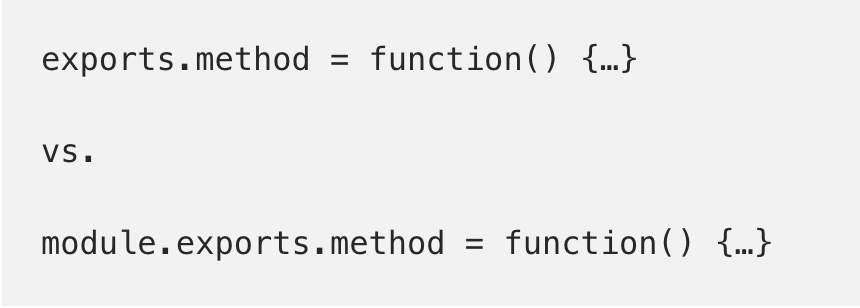 exports.method = function() {…}
vs.
module.exports.method = function() {…}